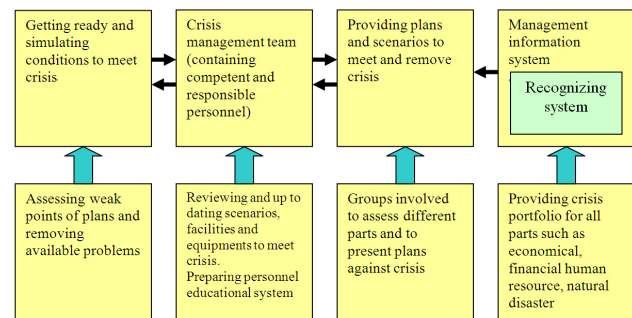 Getting ready and
simulating
conditions to meet
crisis
Crisis
management team
(containing
competent and
responsible
personnel)
Providing plans
and scenarios to
meet and remove
crisis
Management
information
system
Recognizing
system
Assessing weak
points of plans and
removing
available problems
Reviewing and up to
dating scenarios,
facilities and
equipments to meet
crisis.
Preparing personnel
educational system
Groups involved
to assess different
parts and to
present plans
against crisis
Providing crisis
portfolio for all
parts such as
economical,
financial human
resource, natural
disaster